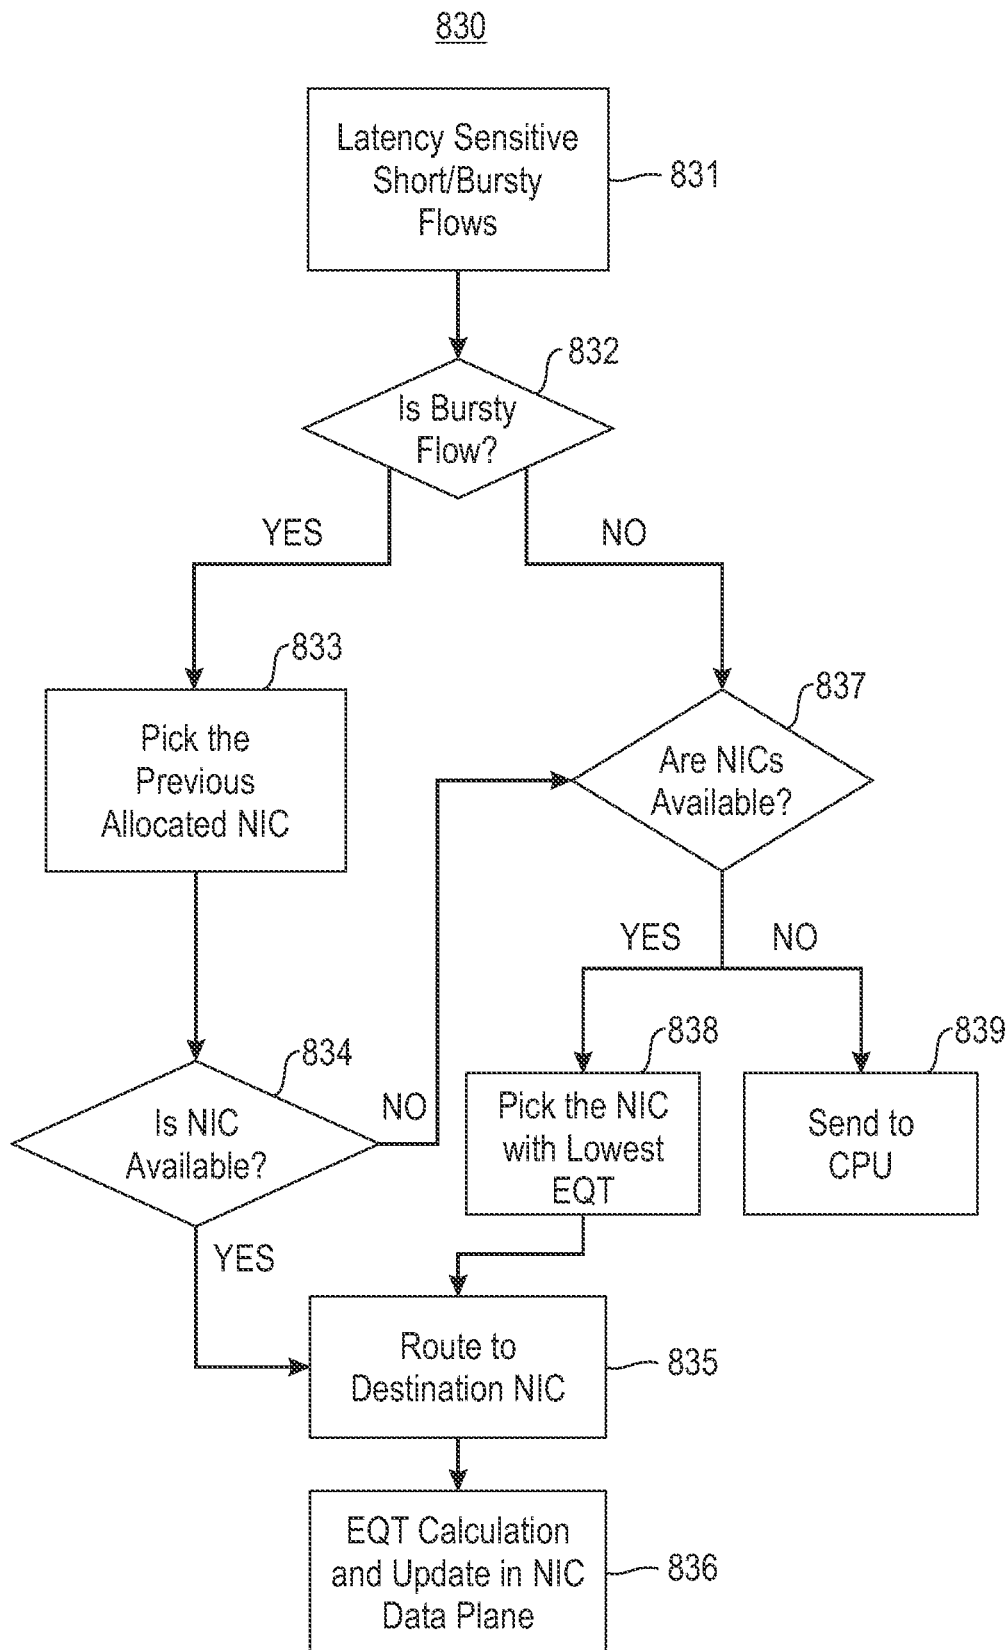 830
Latency Sensitive
Short/Bursty
Flows
831
832
Is Bursty
Flow?
YES
NO
833
Pick the
Previous
Allocated NIC
837
Are NICs
Available?
834
Is NIC
Available?
NO
YES
YES
NO
838
Pick the NIC
with Lowest
EQT
839
Send to
CPU
Route to
Destination NIC
835
EQT Calculation
and Update in NIC
Data Plane
836